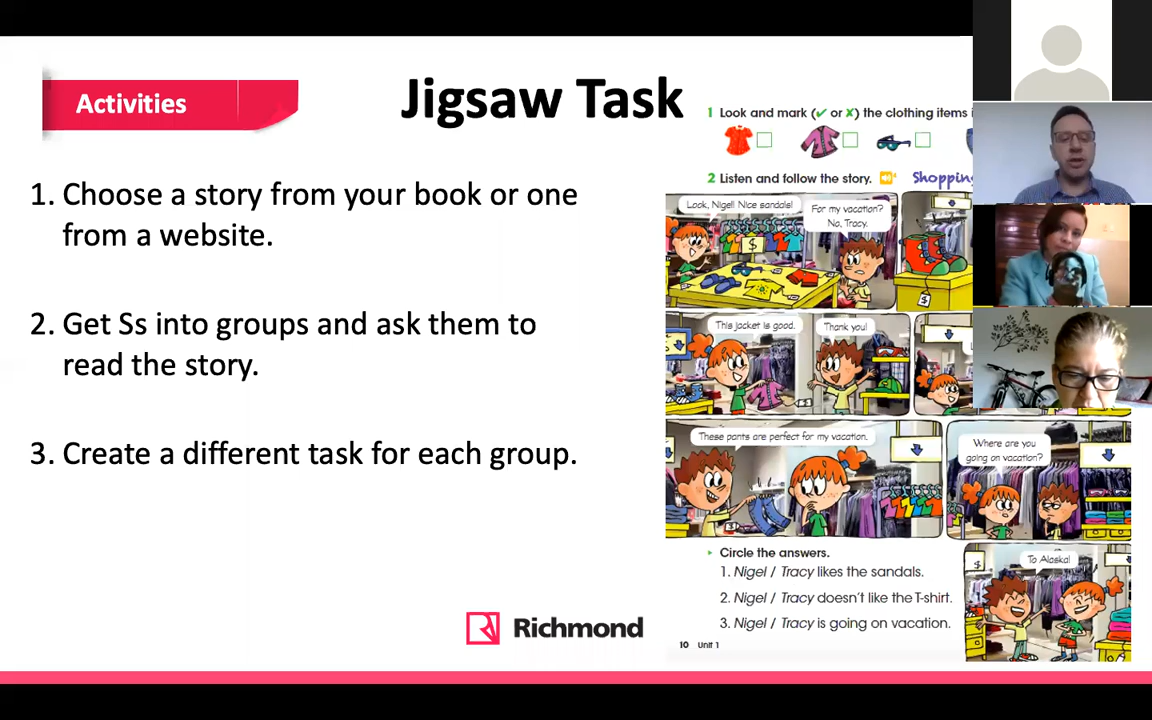 Activities
Jigsaw Task
1. Choose a story from your book or one
from a website.
2. Get Ss into groups and ask them to
read the story.
3. Create a different task for each group.
Richmond
1 Look and mark (✓ or ✗) the clothing items
2 Listen and follow the story.
Shopping
Look, Nigel! Nice sandals!
For my vacation?
No, Tracy.
$
$
This jacket is good.
Thank you!
These pants are perfect for my vacation.
Where are you
going on vacation?
To Alaska!
Circle the answers.
1. Nigel / Tracy likes the sandals.
2. Nigel / Tracy doesn't like the T-shirt.
3. Nigel / Tracy is going on vacation.
10 Unit 1